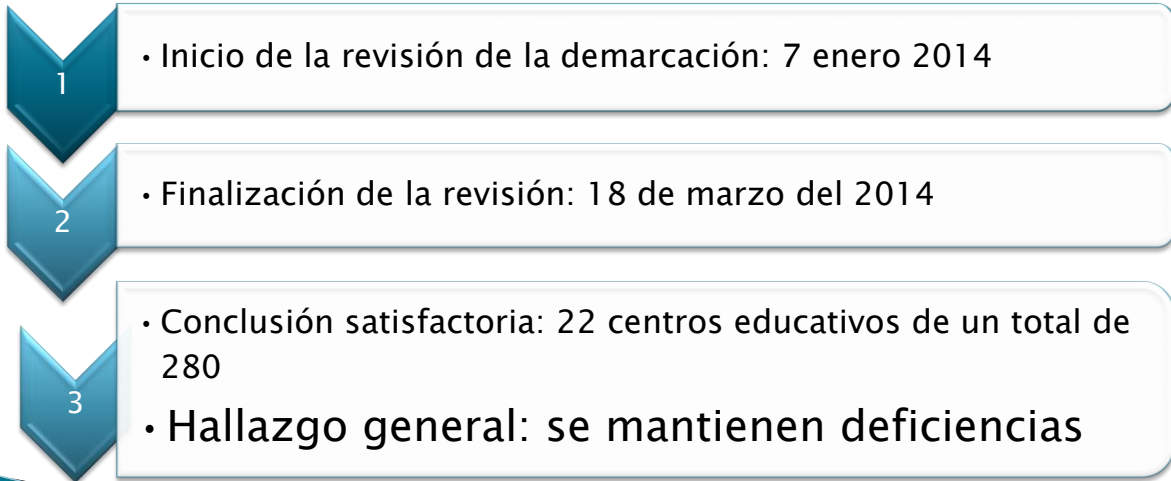 1
• Inicio de la revisión de la demarcación: 7 enero 2014
2
• Finalización de la revisión: 18 de marzo del 2014
3
• Conclusión satisfactoria: 22 centros educativos de un total de
280
• Hallazgo general: se mantienen deficiencias